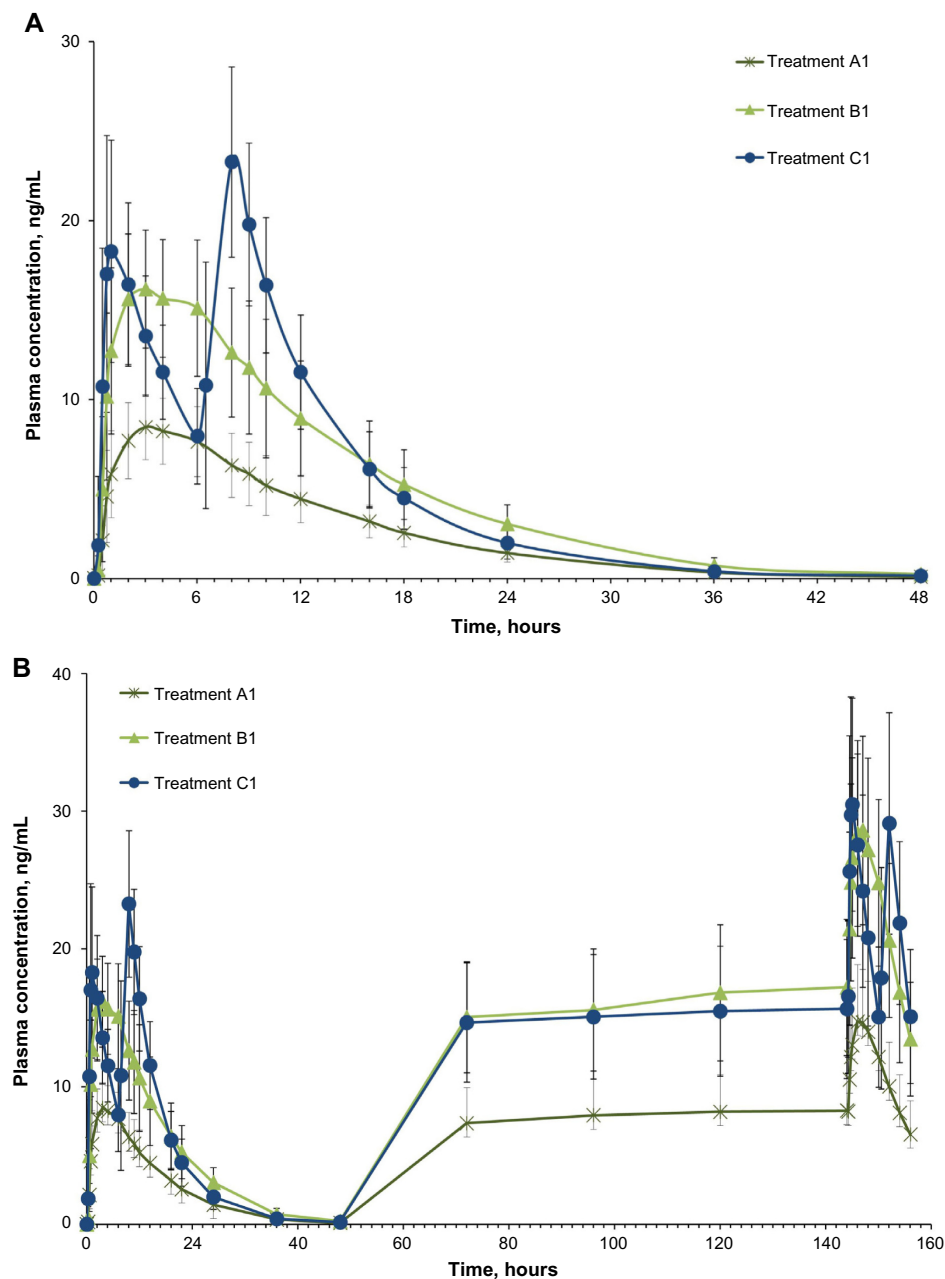 A
30
20
10
0
Plasma concentration, ng/mL
Treatment A1
Treatment B1
Treatment C1
0 6 12 18 24 30 36 42 48
Time, hours
B
40
30
20
10
0
Plasma concentration, ng/mL
Treatment A1
Treatment B1
Treatment C1
0 24 40 60 80 100 120 140 160
Time, hours